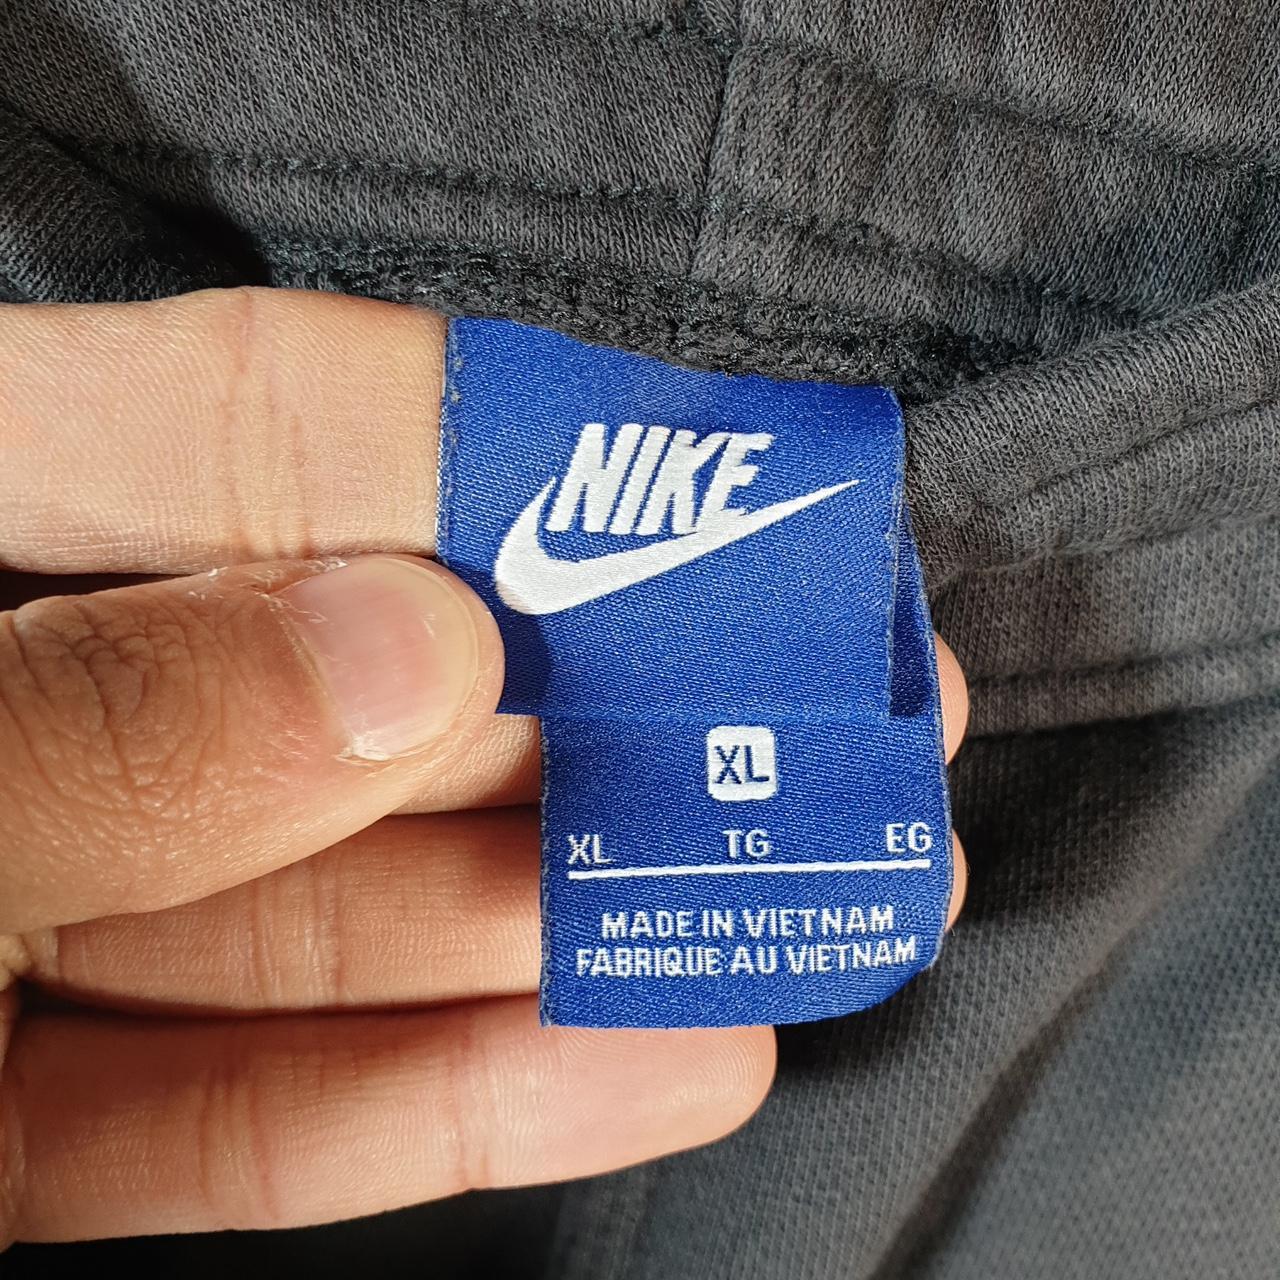 NIKE
XL
XL TG EG
MADE IN VIETNAM
FABRIQUE AU VIETNAM